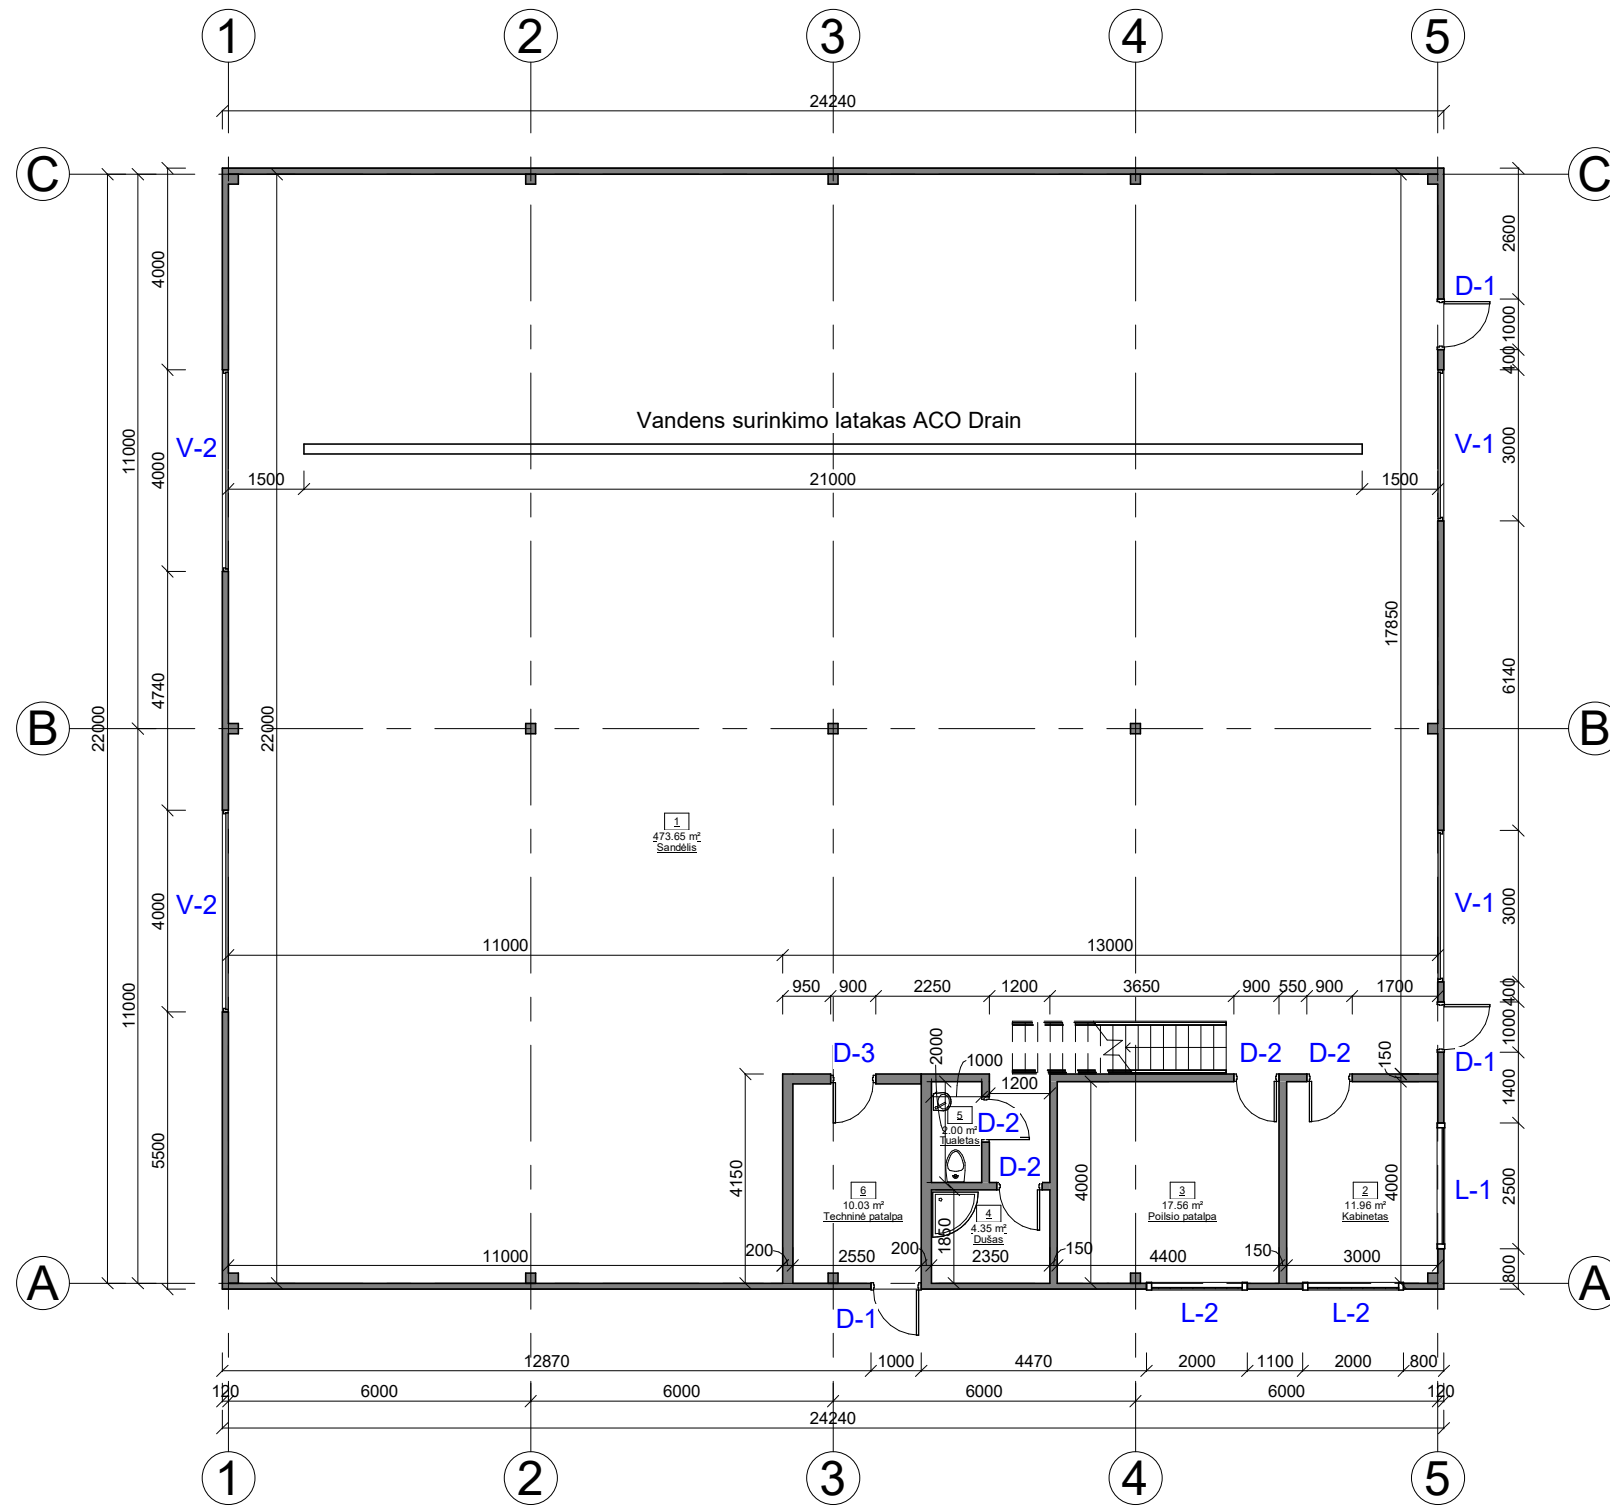 1 2 3 4 5
24240
C C
4000
2600
D-1
1000
400
Vandens surinkimo latakas ACO Drain
V-2
11000
4000
V-1
3000
1500 21000 1500
17850
4740
6140
22000
22000
B B
1
473.65 m²
Sandėlis
V-2
4000
V-1
3000
11000 13000
950 900 2250 1200 3650 900 550 900 1700
400
11000
1000
D-3
2000
1000
D-2 D-2
150
D-1
1200
1400
5500
4150
5
2.00 m²
Tualetas
D-2
D-2
4000
4000
6
10.03 m²
Techninė patalpa
4
4.35 m²
Dušas
3
17.56 m²
Poilsio patalpa
2
11.96 m²
Kabinetas
L-1
2500
1850
11000 200 2550 200 2350 150 4400 150 3000
800
A A
D-1 L-2 L-2
12870 1000 4470 2000 1100 2000 800
120 6000 6000 6000 6000 120
24240
1 2 3 4 5